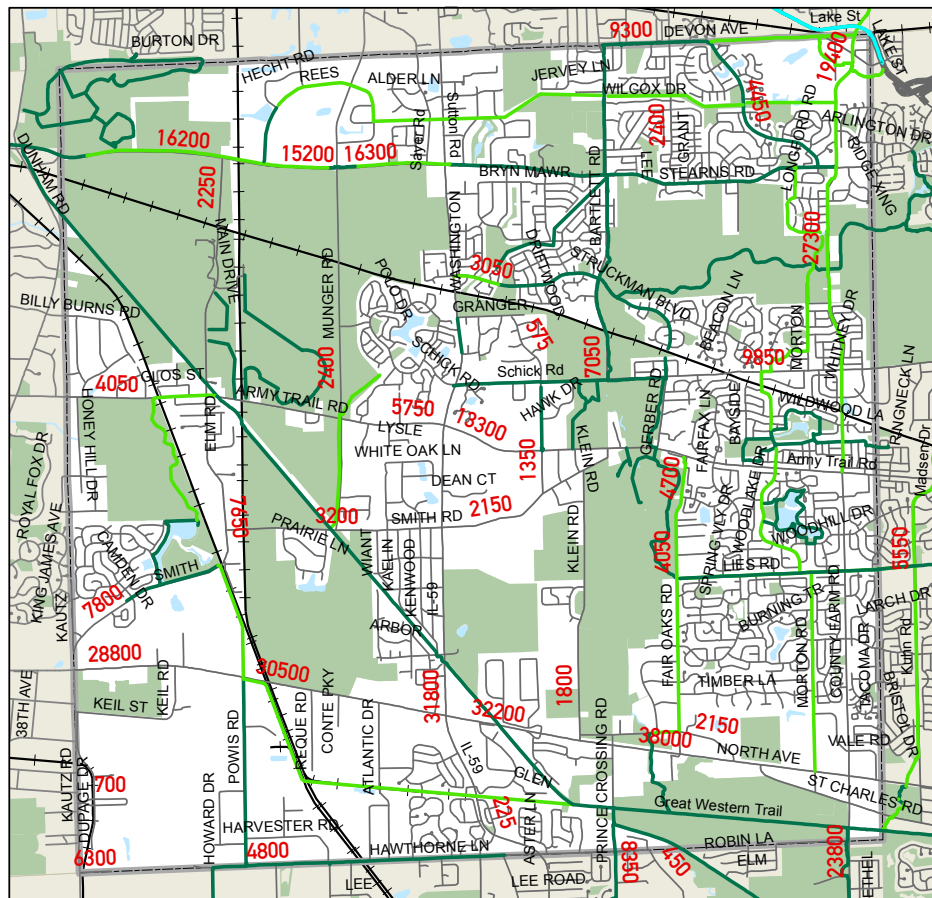 BURTON DR
9300
DEVON AVE
Lake St
LAKE ST
HECHT RD
REES
ALDER LN
JERVEY LN
WILCOX DR
19400
4450
2400
GRANT
LEE
LONGFORD RD
ARLINGTON DR
RIDGE XING
Sayer Rd
Sutton Rd
16200
15200
16300
BRYN MAWR
STEARNS RD
DUNHAM RD
2250
MAIN DRIVE
WASHINGTON
BARTLETT RD
27300
3050
DRIFTWOOD
STRUCKMAN BLVD
MUNGER RD
POLO DR
GRANGER
BEACON LN
BILLY BURNS RD
575
7050
9850
MORTON
WHITNEY DR
SCHICK RD
Schick Rd
HAWK DR
4050
GLOS ST
2400
ARMY TRAIL RD
5750
18300
LYSLE
GERBER RD
FAIRFAX LN
BAYSIDE
WILDWOOD LA
RINGNECK LN
HONEY HILL DR
ELM RD
WHITE OAK LN
1350
KLEIN RD
4700
Army Trail Rd
Madsen Dr
ROYAL FOX DR
DEAN CT
2150
SMITH RD
7650
3200
PRAIRIE LN
WIANT
KAELIN
KENWOOD
IL-59
KLEIN RD
4050
SPRING VLY DR
WOODLAKE DR
WOODHILL DR
LIES RD
5550
KING JAMES AVE
KAUTZ
CAMDEN DR
SMITH
7800
ARBOR
BURNING TR
LARCH DR
28800
30500
KEIL RD
KEIL ST
38TH AVE
31800
32200
1800
FAIR OAKS RD
TIMBER LA
MORTON RD
COUNTY FARM RD
TACOMA DR
Kuhn Rd
BRISTOL DR
POWIS RD
REQUE RD
CONTE PKY
ATLANTIC DR
IL-59
GLEN
PRINCE CROSSING RD
38000
2150
NORTH AVE
VALE RD
ST CHARLES RD
KAUTZ RD
DUPAGE DR
700
225
ASTER LN
Great Western Trail
HOWARD DR
HARVESTER RD
HAWTHORNE LN
ROBIN LA
ELM
6300
4800
LEE
LEE ROAD
8350
450
23800
ETHEL